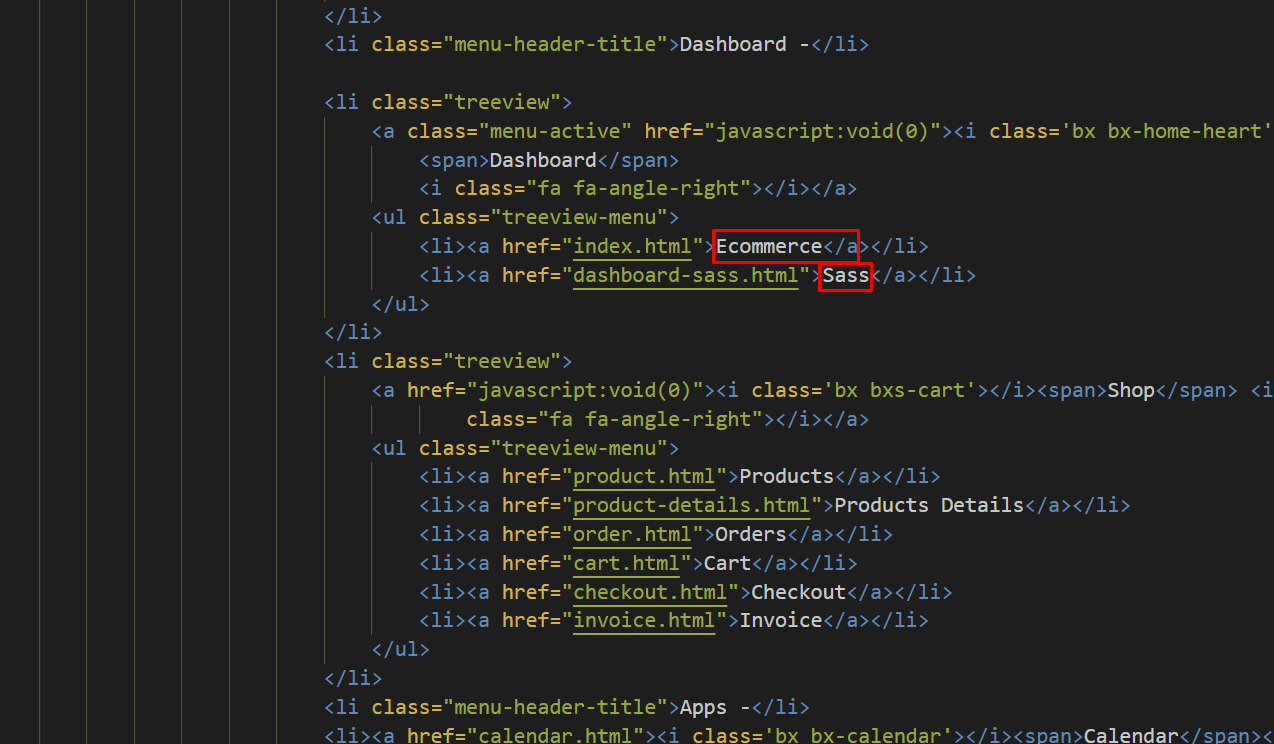 </li>
<li class="menu-header-title">Dashboard -</li>
<li class="treeview">
<a class="menu-active" href="javascript:void(0)"><i class='bx bx-home-heart'
<span>Dashboard</span>
<i class="fa fa-angle-right"></i></a>
<ul class="treeview-menu">
<li><a href="index.html">Ecommerce</a></li>
<li><a href="dashboard-sass.html">Sass</a></li>
</ul>
</li>
<li class="treeview">
<a href="javascript:void(0)"><i class='bx bxs-cart'></i><span>Shop</span> <i
class="fa fa-angle-right"></i></a>
<ul class="treeview-menu">
<li><a href="product.html">Products</a></li>
<li><a href="product-details.html">Products Details</a></li>
<li><a href="order.html">Orders</a></li>
<li><a href="cart.html">Cart</a></li>
<li><a href="checkout.html">Checkout</a></li>
<li><a href="invoice.html">Invoice</a></li>
</ul>
</li>
<li class="menu-header-title">Apps -</li>
<li><a href="calendar.html"><i class='bx bx-calendar'></i><span>Calendar</span><